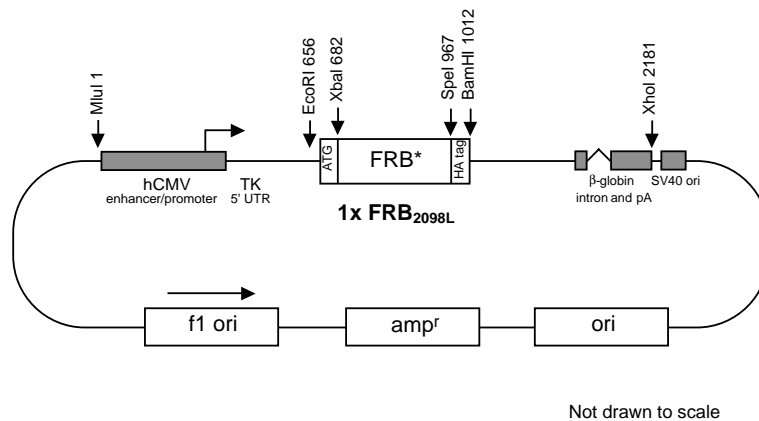 MluI 1
EcoRI 656
XbaI 682
SpeI 967
BamHI 1012
XhoI 2181
ATG
FRB*
HA tag
hCMV
enhancer/promoter
TK
5' UTR
1x FRB2098L
β-globin
intron and pA
SV40 ori
f1 ori
ampr
ori
Not drawn to scale